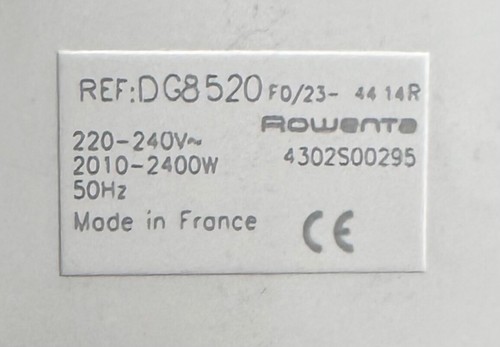 REF:DG8520 F0/23- 44 14R
Rowenta
220-240V~
4302S00295
2010-2400W
50Hz
Made in France
CE